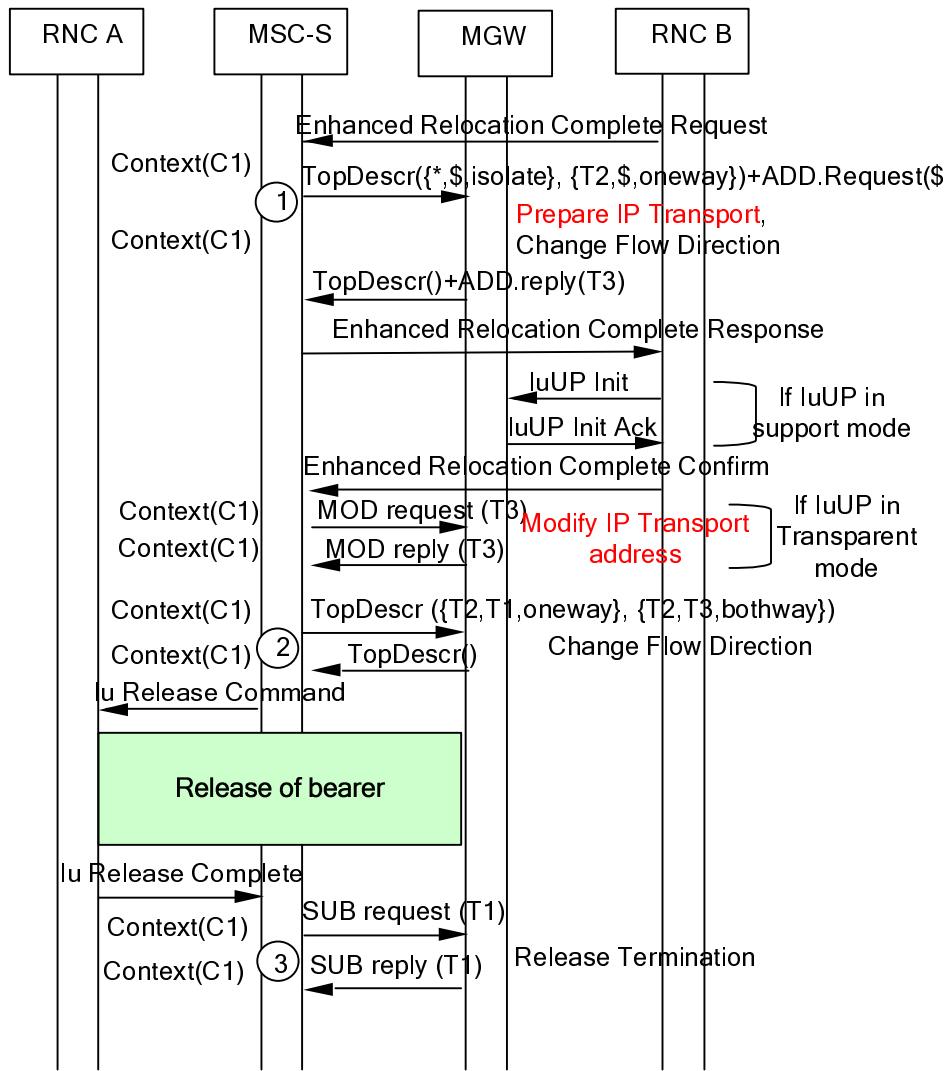 RNC A
MSC-S
MGW
RNC B
Enhanced Relocation Complete Request
Context(C1)
TopDescr({*,$,isolate}, {T2,$,oneway})+ADD.Request($
1
Prepare IP Transport,
Context(C1)
Change Flow Direction
TopDescr()+ADD.reply(T3)
Enhanced Relocation Complete Response
IuUP Init
If IuUP in
support mode
IuUP Init Ack
Enhanced Relocation Complete Confirm
Context(C1)
MOD request (T3)
Modify IP Transport
address
If IuUP in
Transparent
mode
Context(C1)
MOD reply (T3)
Context(C1)
TopDescr ({T2,T1,oneway}, {T2,T3,bothway})
2
Change Flow Direction
Context(C1)
TopDescr()
Iu Release Command
Release of bearer
Iu Release Complete
SUB request (T1)
Context(C1)
3
Release Termination
Context(C1)
SUB reply (T1)